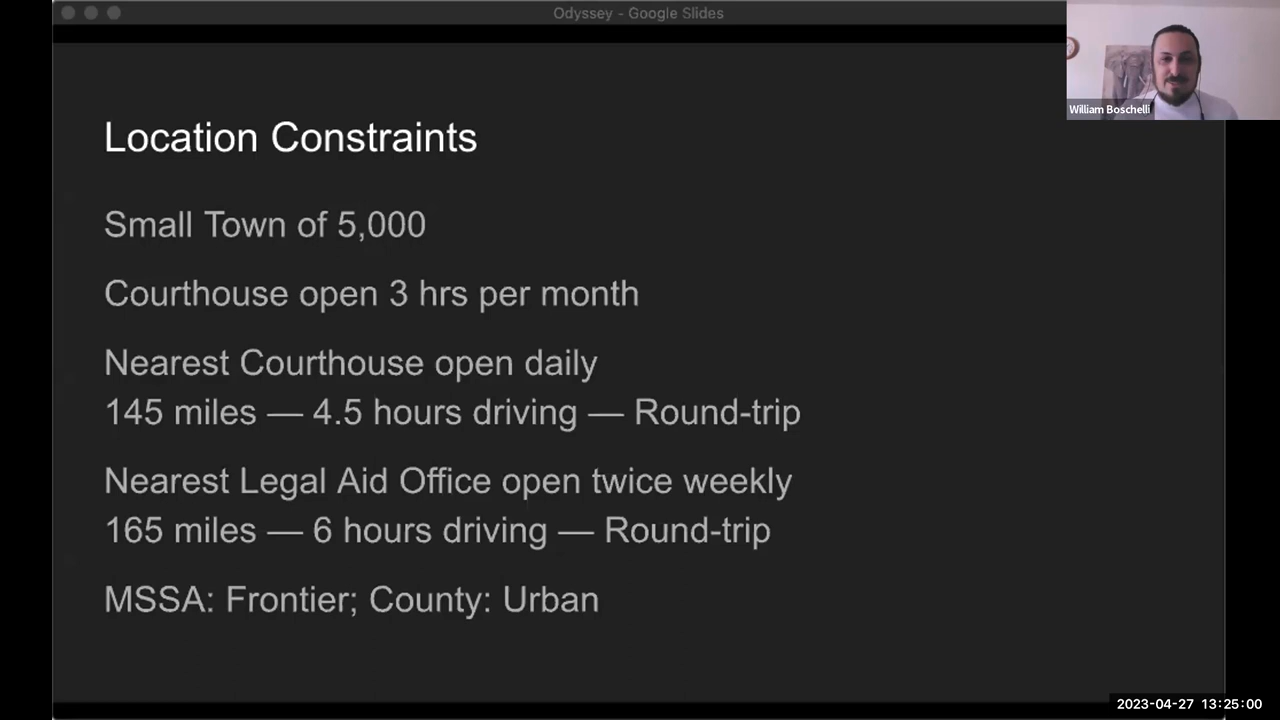 Odyssey - Google Slides
William Boschelli
Location Constraints
Small Town of 5,000
Courthouse open 3 hrs per month
Nearest Courthouse open daily
145 miles — 4.5 hours driving — Round-trip
Nearest Legal Aid Office open twice weekly
165 miles — 6 hours driving — Round-trip
MSSA: Frontier; County: Urban
2023-04-27 13:25:00